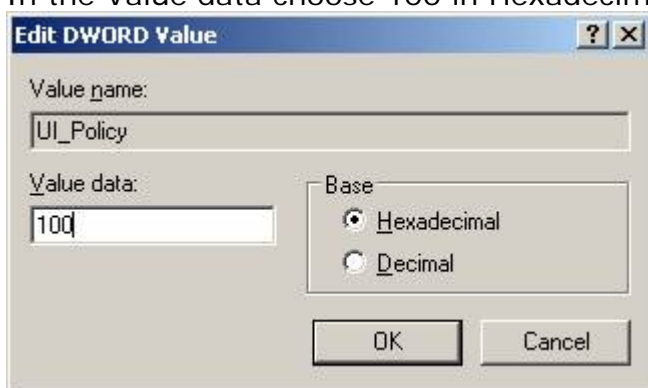 In the Value data choose 100 in Hexadecim
Edit DWORD Value
Value name:
UI_Policy
Value data:
100
Base
Hexadecimal
Decimal
OK
Cancel